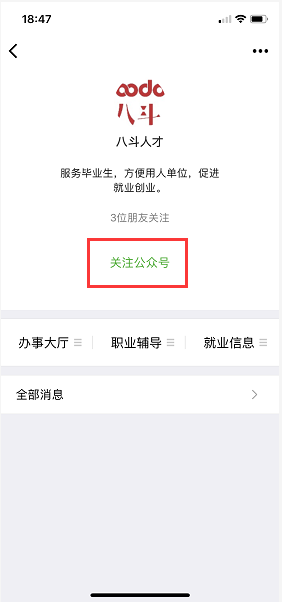 18:47
八斗
八斗人才
服务毕业生，方便用人单位，促进
就业创业。
3位朋友关注
关注公众号
办事大厅 职业辅导 就业信息
全部消息